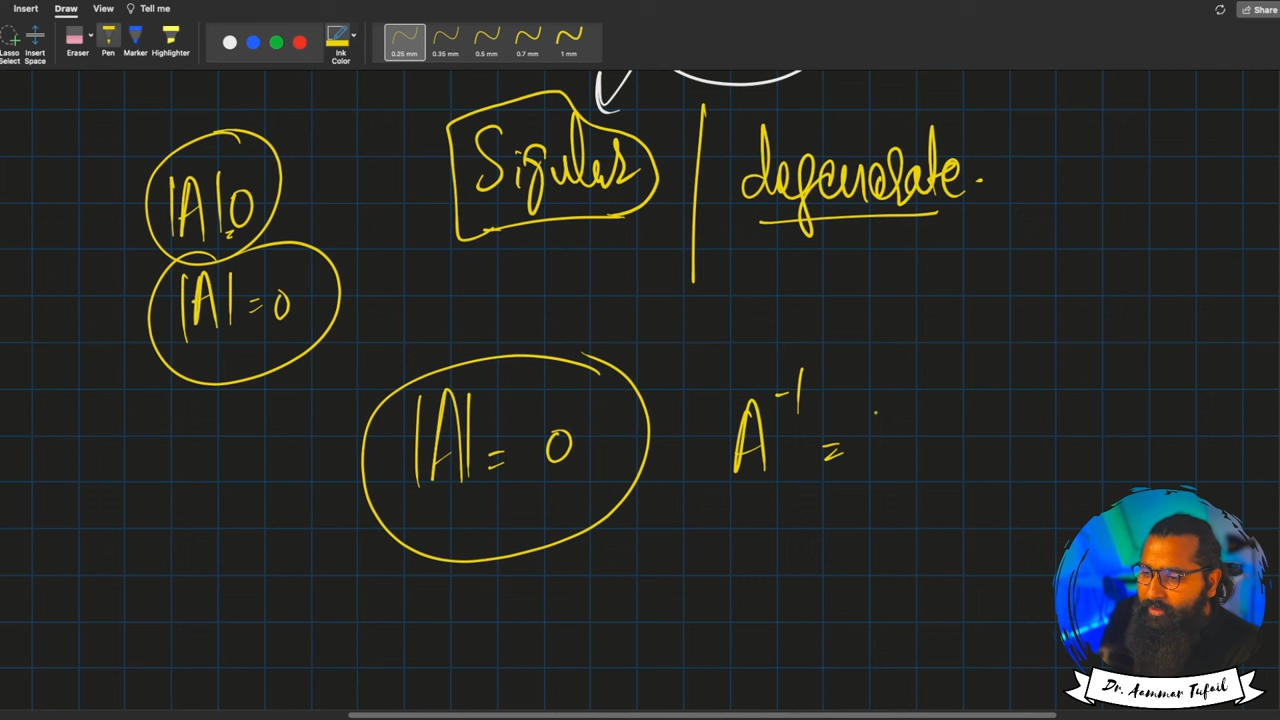 Insert Draw View Tell me
Share
Lasso Select
Insert Space
Eraser
Pen
Marker
Highlighter
Ink Color
0.25 mm
0.35 mm
0.5 mm
0.7 mm
1 mm
Sigular
degenerate.
|A| = 0
|A| = 0
|A| = 0
A⁻¹ =
Dr. Aammar Tufail